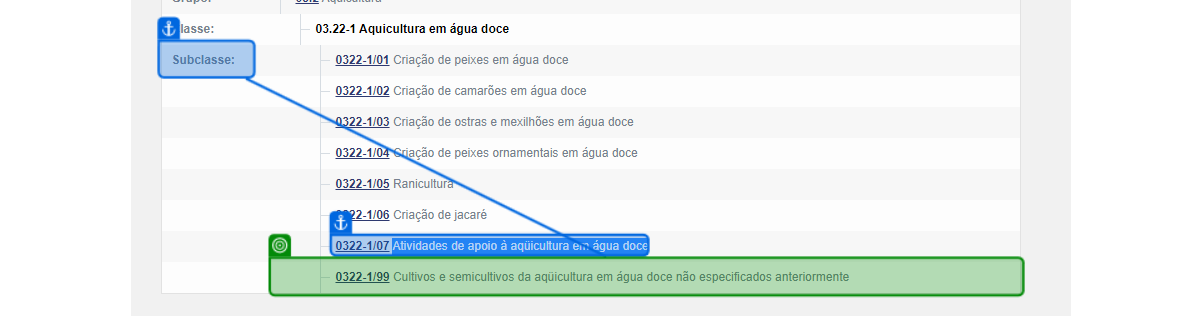 Grupo: 03.2 Aquicultura
Classe: 03.22-1 Aquicultura em água doce
Subclasse: 0322-1/01 Criação de peixes em água doce
0322-1/02 Criação de camarões em água doce
0322-1/03 Criação de ostras e mexilhões em água doce
0322-1/04 Criação de peixes ornamentais em água doce
0322-1/05 Ranicultura
0322-1/06 Criação de jacaré
0322-1/07 Atividades de apoio à aqüicultura em água doce
0322-1/99 Cultivos e semicultivos da aqüicultura em água doce não especificados anteriormente